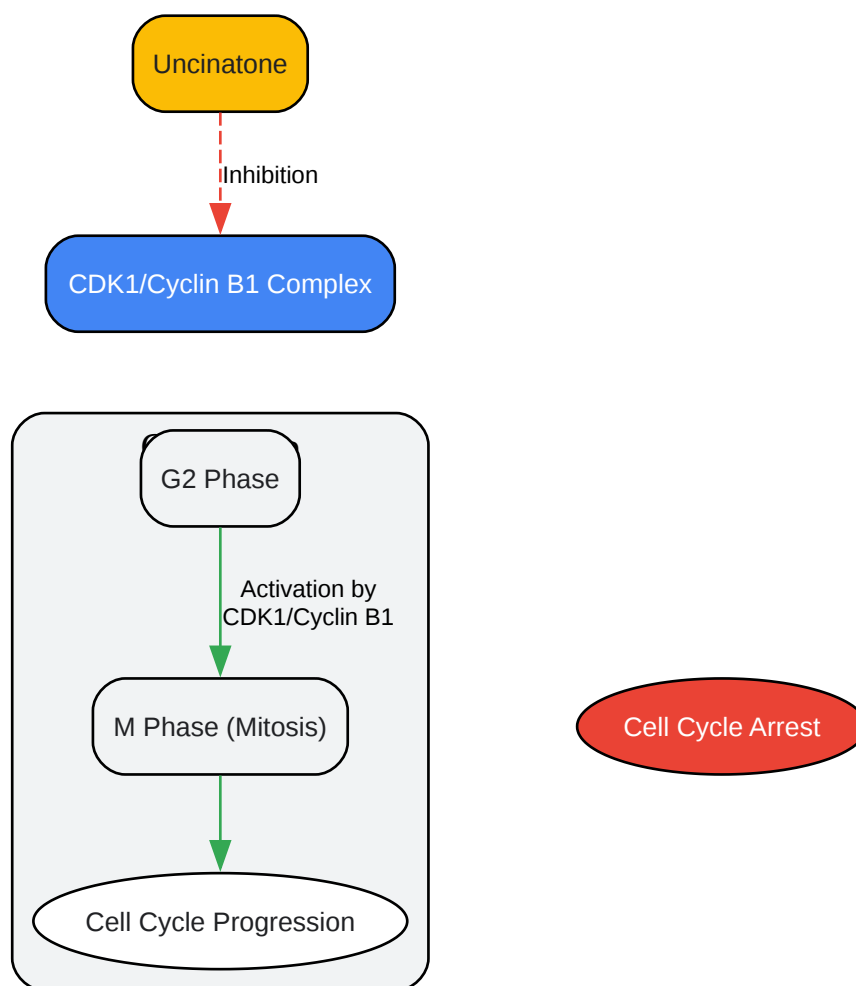 Uncinatone
Inhibition
CDK1/Cyclin B1 Complex
G2 Phase
Activation by
CDK1/Cyclin B1
M Phase (Mitosis)
Cell Cycle Arrest
Cell Cycle Progression